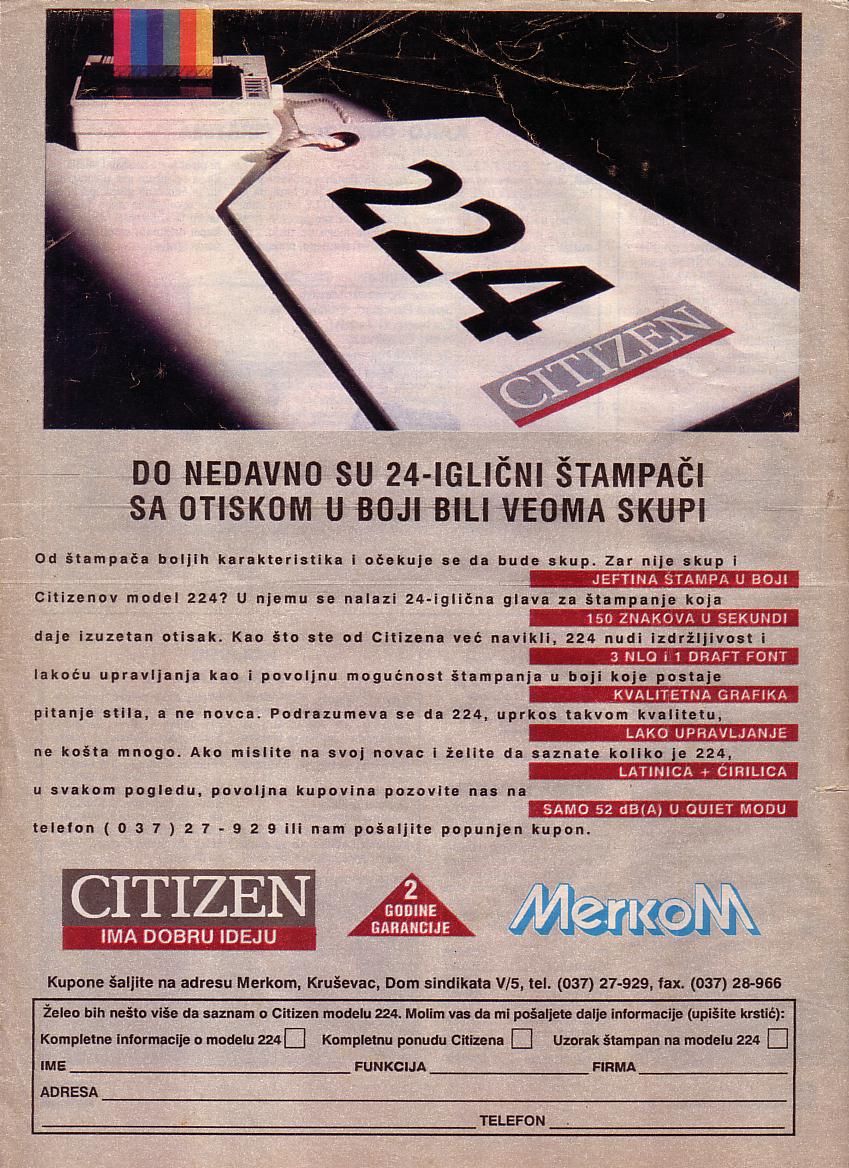 224
CITIZEN
DO NEDAVNO SU 24-IGLIČNI ŠTAMPAČI
SA OTISKOM U BOJI BILI VEOMA SKUPI
Od štampača boljih karakteristika i očekuje se da bude skup. Zar nije skup i
JEFTINA ŠTAMPA U BOJI
Citizenov model 224? U njemu se nalazi 24-iglična glava za štampanje koja
150 ZNAKOVA U SEKUNDI
daje izuzetan otisak. Kao što ste od Citizena već navikli, 224 nudi izdržljivost i
3 NLQ i 1 DRAFT FONT
lakoću upravljanja kao i povoljnu mogućnost štampanja u boji koje postaje
KVALITETNA GRAFIKA
pitanje stila, a ne novca. Podrazumeva se da 224, uprkos takvom kvalitetu,
LAKO UPRAVLJANJE
ne košta mnogo. Ako mislite na svoj novac i želite da saznate koliko je 224,
LATINICA + ĆIRILICA
u svakom pogledu, povoljna kupovina pozovite nas na
SAMO 52 dB(A) U QUIET MODU
telefon (037)27-929 ili nam pošaljite popunjen kupon.
CITIZEN
IMA DOBRU IDEJU
2
GODINE
GARANCIJE
MerkoM
Kupone šaljite na adresu Merkom, Kruševac, Dom sindikata V/5, tel. (037) 27-929, fax. (037) 28-966
Želeo bih nešto više da saznam o Citizen modelu 224. Molim vas da mi pošaljete dalje informacije (upišite krstić):
Kompletne informacije o modelu 224 Kompletnu ponudu Citizena Uzorak štampan na modelu 224
IME FUNKCIJA FIRMA
ADRESA
TELEFON